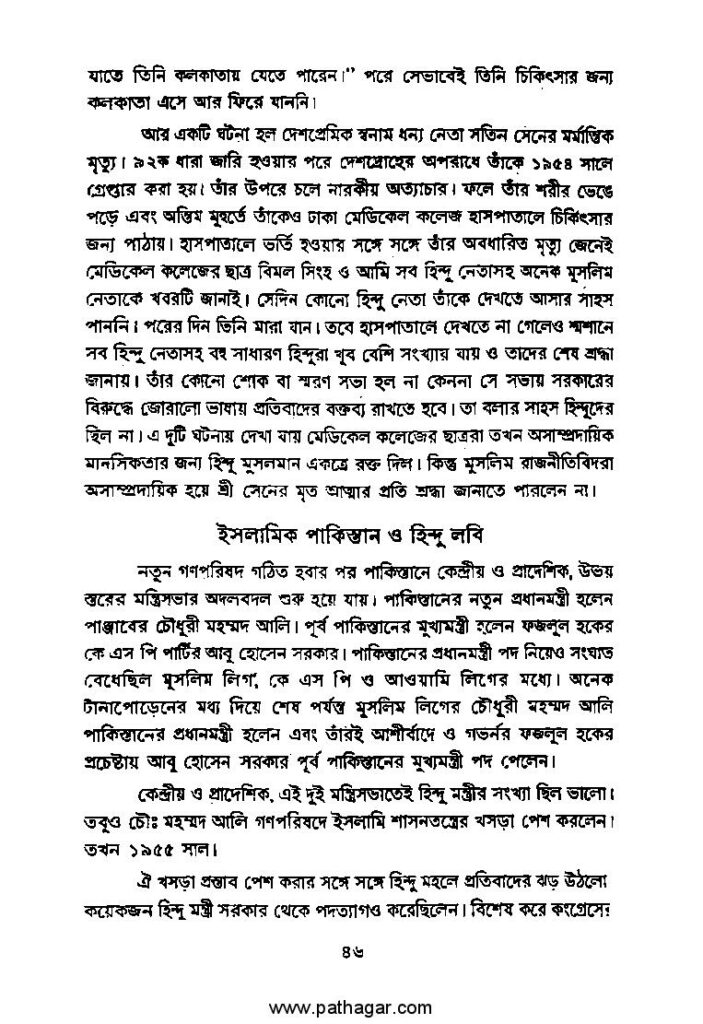 যাতে তিনি কলকাতায় যেতে পারেন।” পরে সেভাবেই তিনি চিকিৎসার জন্য
কলকাতা এসে আর ফিরে যাননি।
আর একটি ঘটনা হল দেশপ্রেমিক স্বনাম ধন্য নেতা সতিন সেনের মর্মান্তিক
মৃত্যু। ৯২ক ধারা জারি হওয়ার পরে দেশদ্রোহের অপরাধে তাঁকে ১৯৫৪ সালে
গ্রেপ্তার করা হয়। তাঁর উপরে চলে নারকীয় অত্যাচার। ফলে তাঁর শরীর ভেঙে
পড়ে এবং অন্তিম মুহূর্তে তাঁকেও ঢাকা মেডিকেল কলেজ হাসপাতালে চিকিৎসার
জন্য পাঠায়। হাসপাতালে ভর্তি হওয়ার সঙ্গে সঙ্গে তাঁর অবধারিত মৃত্যু জেনেই
মেডিকেল কলেজের ছাত্র বিমল সিংহ ও আমি সব হিন্দু নেতাসহ অনেক মুসলিম
নেতাকে খবরটি জানাই। সেদিন কোনো হিন্দু নেতা তাঁকে দেখতে আসার সাহস
পাননি। পরের দিন তিনি মারা যান। তবে হাসপাতালে দেখতে না গেলেও শ্মশানে
সব হিন্দু নেতাসহ বহু সাধারণ হিন্দুরা খুব বেশি সংখ্যার যায় ও তাদের শেষ শ্রদ্ধা
জানায়। তাঁর কোনো শোক বা স্মরণ সভা হল না কেননা সে সভায় সরকারের
বিরুদ্ধে জোরালো ভাষায় প্রতিবাদের বক্তব্য রাখতে হবে। তা বলার সাহস হিন্দুদের
ছিল না। এ দুটি ঘটনায় দেখা যায় মেডিকেল কলেজের ছাত্ররা তখন অসাম্প্রদায়িক
মানসিকতার জন্য হিন্দু মুসলমান একত্রে রক্ত দিল। কিন্তু মুসলিম রাজনীতিবিদরা
অসাম্প্রদায়িক হয়ে শ্রী সেনের মৃত আত্মার প্রতি শ্রদ্ধা জানাতে পারলেন না।
ইসলামিক পাকিস্তান ও হিন্দু লবি
নতুন গণপরিষদ গঠিত হবার পর পাকিস্তানে কেন্দ্রীয় ও প্রাদেশিক, উভয়
স্তরের মন্ত্রিসভার অদলবদল শুরু হয়ে যায়। পাকিস্তানের নতুন প্রধানমন্ত্রী হলেন
পাঞ্জাবের চৌধুরী মহম্মদ আলি। পূর্ব পাকিস্তানের মুখ্যমন্ত্রী হলেন ফজলুল হকের
কে এস পি পার্টির আবু হোসেন সরকার। পাকিস্তানের প্রধানমন্ত্রী পদ নিয়েও সংঘাত
বেধেছিল মুসলিম লিগ, কে এস পি ও আওয়ামি লিগের মধ্যে। অনেক
টানাপোড়েনের মধ্য দিয়ে শেষ পর্যন্ত মুসলিম লিগের চৌধুরী মহম্মদ আলি
পাকিস্তানের প্রধানমন্ত্রী হলেন এবং তাঁরই আশীর্বাদে ও গভর্নর ফজলুল হকের
প্রচেষ্টায় আবু হোসেন সরকার পূর্ব পাকিস্তানের মুখ্যমন্ত্রী পদ পেলেন।
কেন্দ্রীয় ও প্রাদেশিক, এই দুই মন্ত্রিসভাতেই হিন্দু মন্ত্রীর সংখ্যা ছিল ভালো।
তবুও চৌঃ মহম্মদ আলি গণপরিষদে ইসলামি শাসনতন্ত্রের খসড়া পেশ করলেন।
তখন ১৯৫৫ সাল।
ঐ খসড়া প্রস্তাব পেশ করার সঙ্গে সঙ্গে হিন্দু মহলে প্রতিবাদের ঝড় উঠলো
কয়েকজন হিন্দু মন্ত্রী সরকার থেকে পদত্যাগও করেছিলেন। বিশেষ করে কংগ্রেসের
৪৬
www.pathagar.com